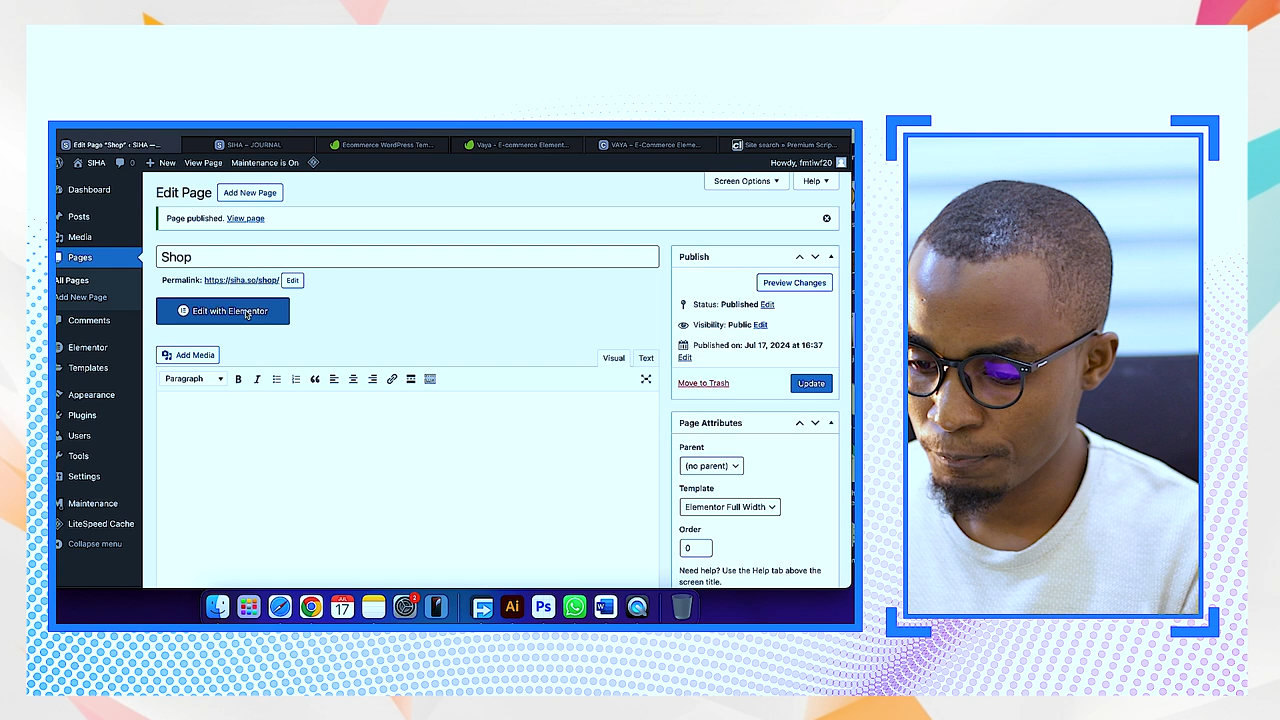 Edit Page "Shop" ‹ SIHA —...
SIHA – JOURNAL
Ecommerce WordPress Tem...
Vaya - E-commerce Element...
VAYA – E-Commerce Eleme...
Site search » Premium Scrip...
SIHA
0
+ New
View Page
Maintenance is On
Howdy, fmtiwf20
Dashboard
Posts
Media
Pages
All Pages
Add New Page
Comments
Elementor
Templates
Appearance
Plugins
Users
Tools
Settings
Maintenance
LiteSpeed Cache
Collapse menu
Edit Page
Add New Page
Screen Options
Help
Page published. View page
Shop
Permalink: https://siha.so/shop/ Edit
Edit with Elementor
Add Media
Visual
Text
Paragraph
B
I
Publish
Preview Changes
Status: Published Edit
Visibility: Public Edit
Published on: Jul 17, 2024 at 16:37
Edit
Move to Trash
Update
Page Attributes
Parent
(no parent)
Template
Elementor Full Width
Order
0
Need help? Use the Help tab above the
screen title.
JUL
17
2
Ai
Ps
W